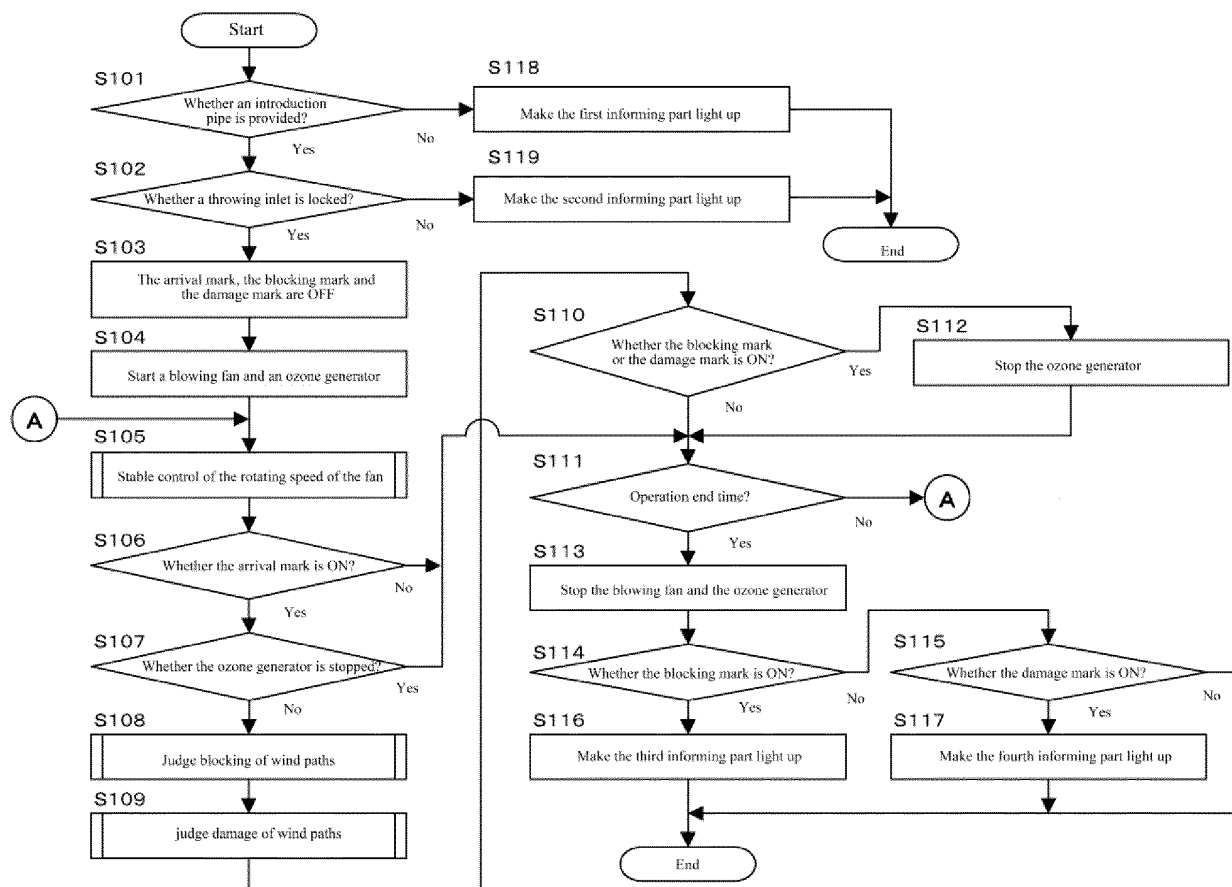 Start
S101
Whether an introduction
pipe is provided?
No
Yes
S118
Make the first informing part light up
S102
Whether a throwing inlet is locked?
No
Yes
S119
Make the second informing part light up
End
S103
The arrival mark, the blocking mark and
the damage mark are OFF
S104
Start a blowing fan and an ozone generator
A
S105
Stable control of the rotating speed of the fan
S106
Whether the arrival mark is ON?
No
Yes
S107
Whether the ozone generator is stopped?
Yes
No
S108
Judge blocking of wind paths
S109
judge damage of wind paths
S110
Whether the blocking mark
or the damage mark is ON?
Yes
No
S112
Stop the ozone generator
S111
Operation end time?
No
A
Yes
S113
Stop the blowing fan and the ozone generator
S114
Whether the blocking mark is ON?
No
Yes
S115
Whether the damage mark is ON?
No
Yes
S116
Make the third informing part light up
S117
Make the fourth informing part light up
End